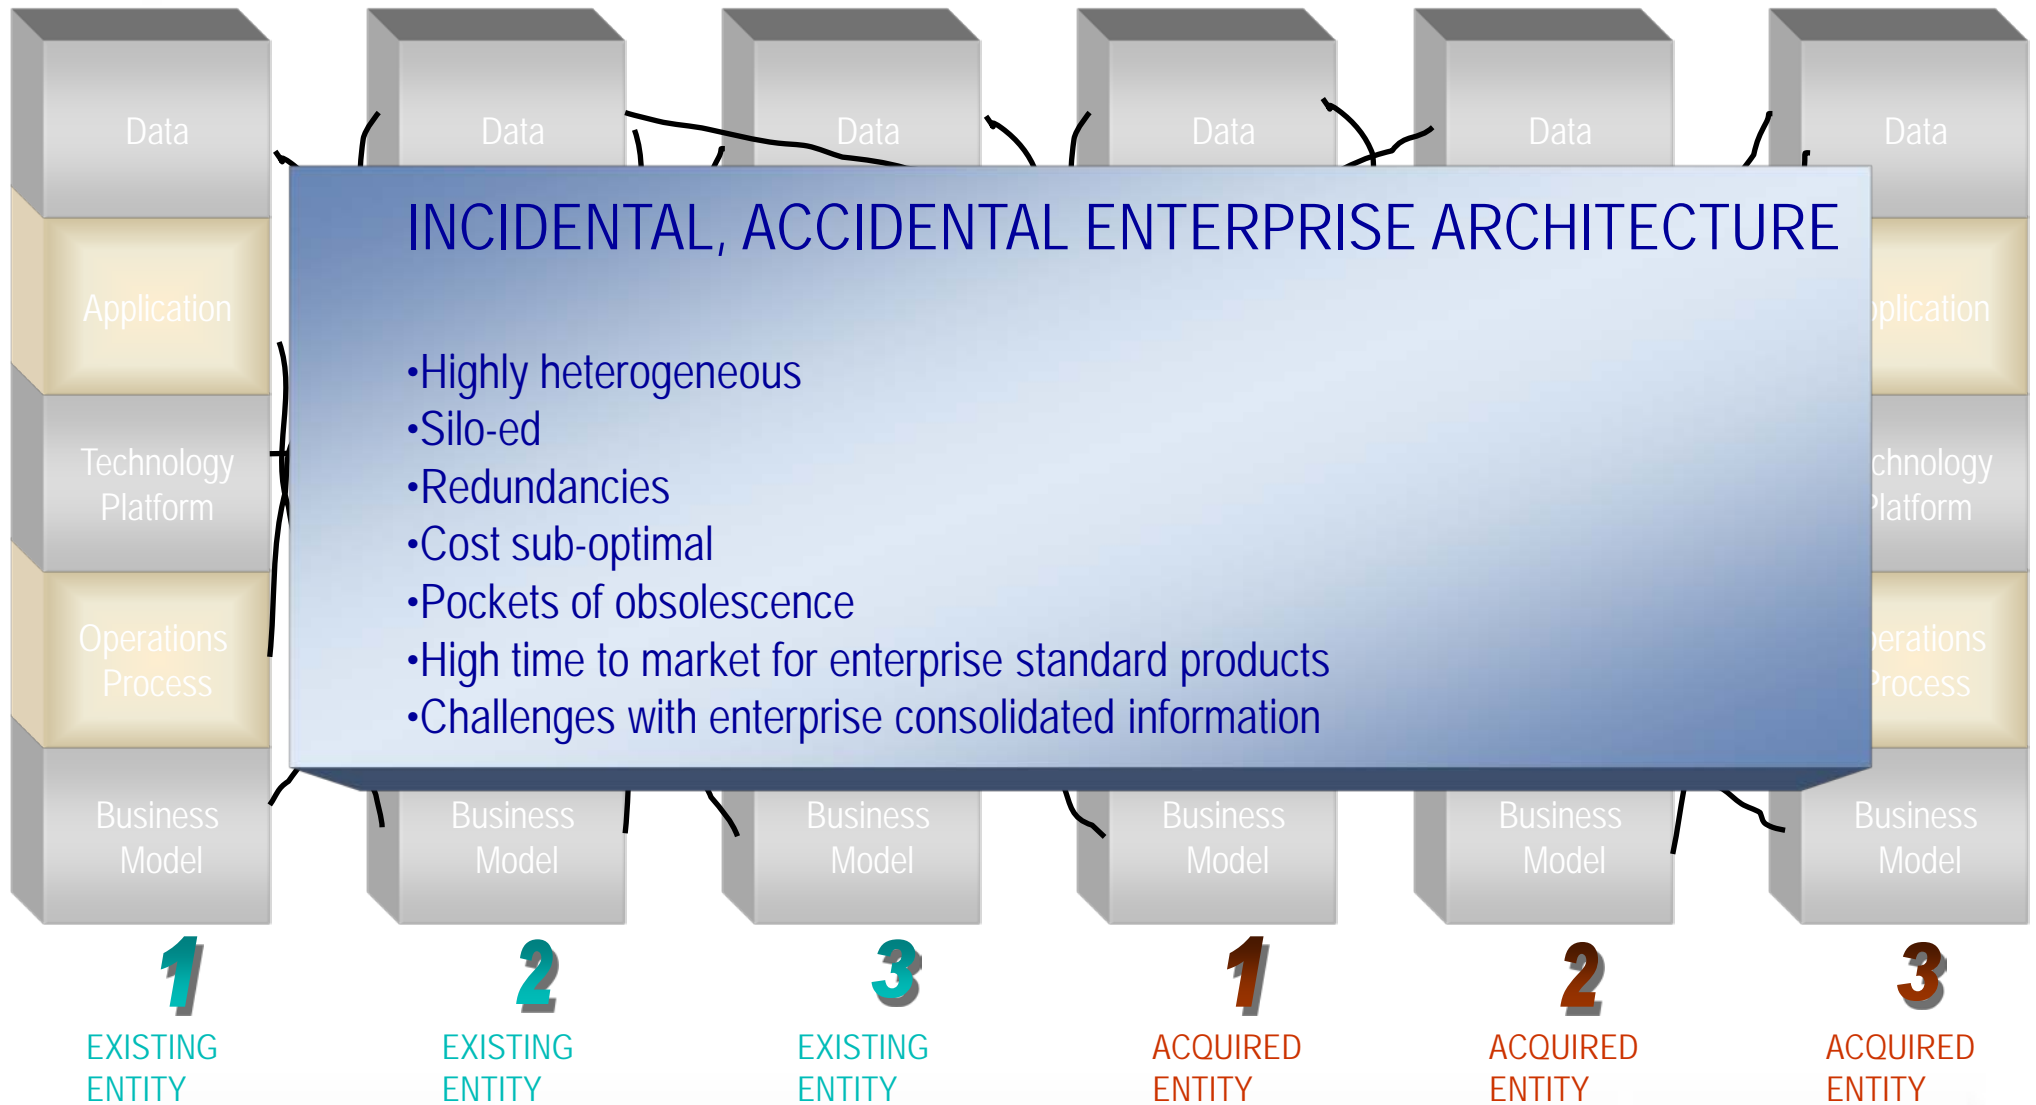 Data Data Data Data Data Data
INCIDENTAL, ACCIDENTAL ENTERPRISE ARCHITECTURE
Application
plication
•Highly heterogeneous
•Silo-ed
•Redundancies
•Cost sub-optimal
•Pockets of obsolescence
•High time to market for enterprise standard products
•Challenges with enterprise consolidated information
Technology
Platform
chnology
Platform
Operations
Process
erations
Process
Business
Model
Business
Model
Business
Model
Business
Model
Business
Model
Business
Model
1
EXISTING
ENTITY
2
EXISTING
ENTITY
3
EXISTING
ENTITY
1
ACQUIRED
ENTITY
2
ACQUIRED
ENTITY
3
ACQUIRED
ENTITY